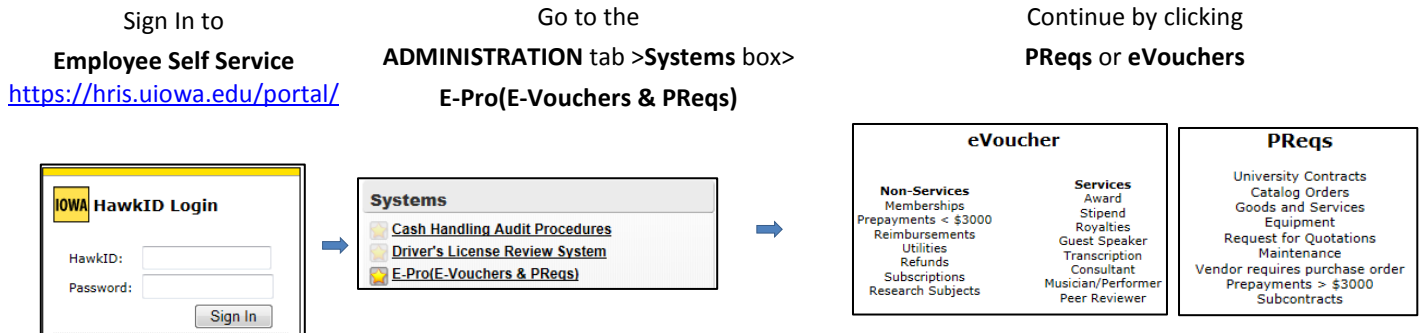 Sign In to
Employee Self Service
https://hris.uiowa.edu/portal/
Go to the
ADMINISTRATION tab >Systems box>
E-Pro(E-Vouchers & PReqs)
Continue by clicking
PReqs or eVouchers
IOWA HawkID Login
HawkID:
Password:
Sign In
Systems
Cash Handling Audit Procedures
Driver's License Review System
E-Pro(E-Vouchers & PReqs)
eVoucher
Non-Services
Memberships
Prepayments < $3000
Reimbursements
Utilities
Refunds
Subscriptions
Research Subjects
Services
Award
Stipend
Royalties
Guest Speaker
Transcription
Consultant
Musician/Performer
Peer Reviewer
PReqs
University Contracts
Catalog Orders
Goods and Services
Equipment
Request for Quotations
Maintenance
Vendor requires purchase order
Prepayments > $3000
Subcontracts